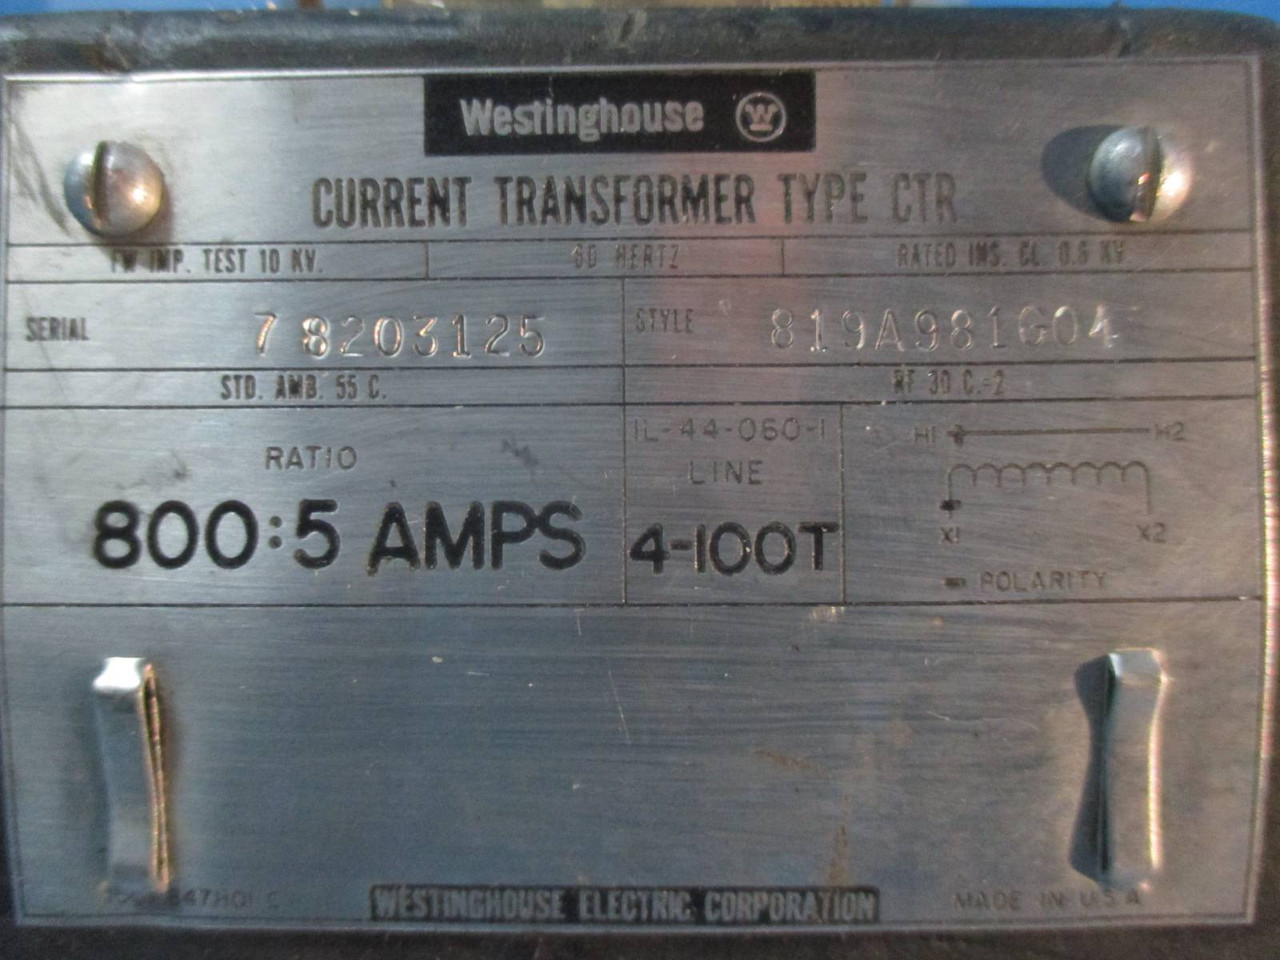 Westinghouse W
CURRENT TRANSFORMER TYPE CTR
FW IMP. TEST 10 KV. 60 HERTZ RATED INS. CL. 0.6 KV.
SERIAL 78203125 STYLE 819A981G04
STD. AMB. 55 C. RF 30 C.-2
IL-44-060-1 H1 H2
RATIO LINE
800:5 AMPS 4-100T X1 X2
POLARITY
WESTINGHOUSE ELECTRIC CORPORATION MADE IN U.S.A